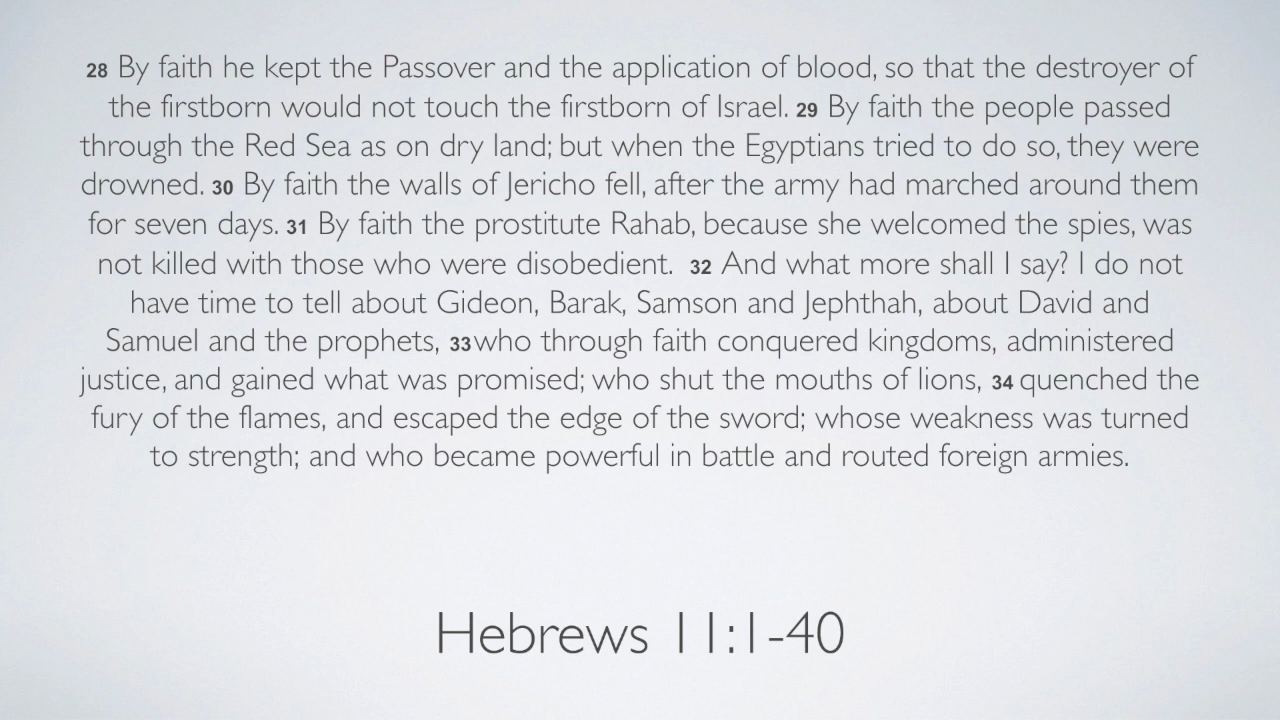 28 By faith he kept the Passover and the application of blood, so that the destroyer of
the firstborn would not touch the firstborn of Israel. 29 By faith the people passed
through the Red Sea as on dry land; but when the Egyptians tried to do so, they were
drowned. 30 By faith the walls of Jericho fell, after the army had marched around them
for seven days. 31 By faith the prostitute Rahab, because she welcomed the spies, was
not killed with those who were disobedient. 32 And what more shall I say? I do not
have time to tell about Gideon, Barak, Samson and Jephthah, about David and
Samuel and the prophets, 33 who through faith conquered kingdoms, administered
justice, and gained what was promised; who shut the mouths of lions, 34 quenched the
fury of the flames, and escaped the edge of the sword; whose weakness was turned
to strength; and who became powerful in battle and routed foreign armies.
Hebrews 11:1-40